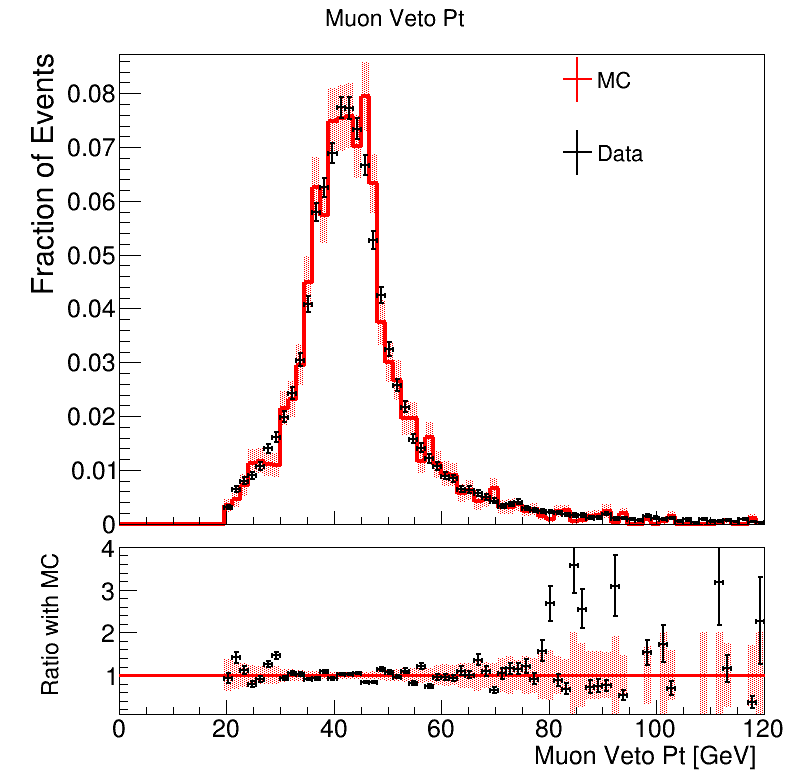 Muon Veto Pt
Fraction of Events
0.08
0.07
0.06
0.05
0.04
0.03
0.02
0.01
0
MC
Data
Ratio with MC
4
3
2
1
0 20 40 60 80 100 120
Muon Veto Pt [GeV]